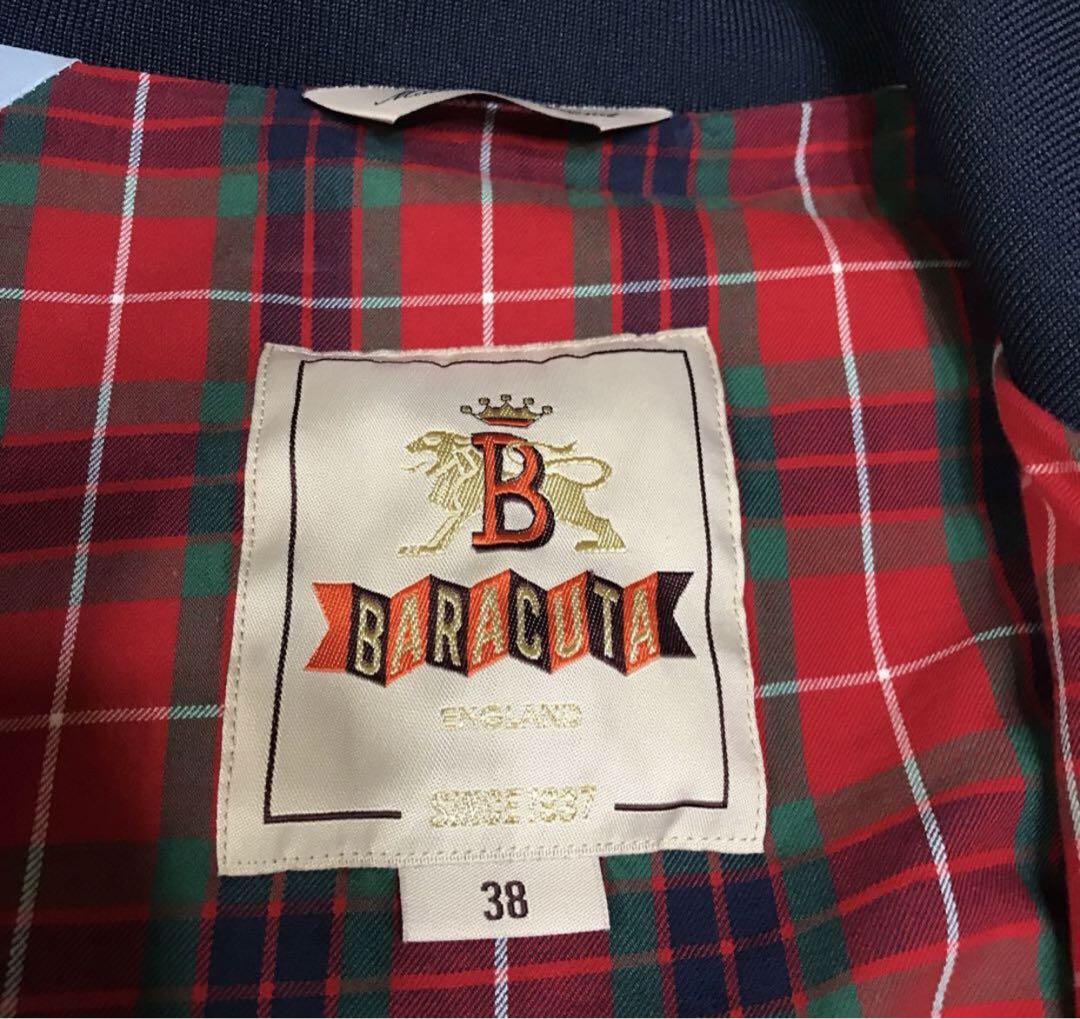 B
BARACUTA
ENGLAND
SINCE 1937
38